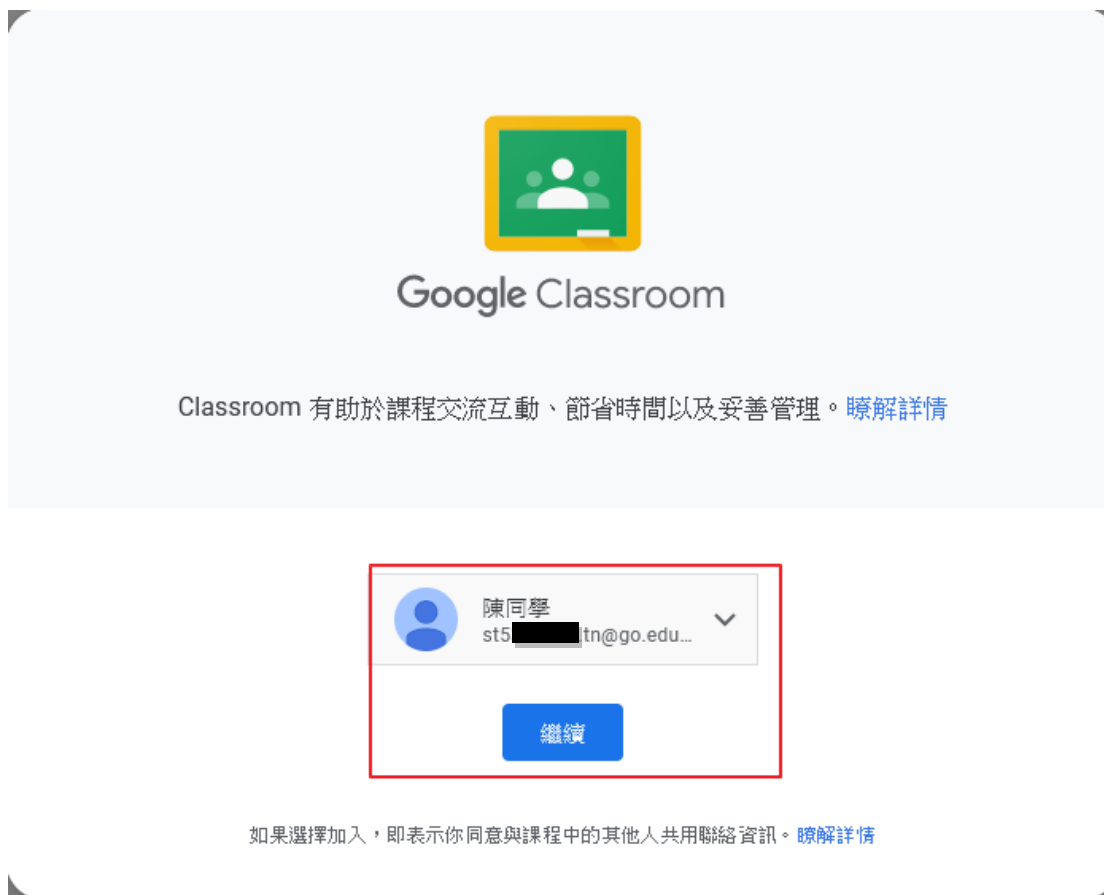 Google Classroom
Classroom 有助於課程交流互動、節省時間以及妥善管理。瞭解詳情
陳同學
st5 tn@go.edu...
繼續
如果選擇加入，即表示你同意與課程中的其他人共用聯絡資訊。瞭解詳情